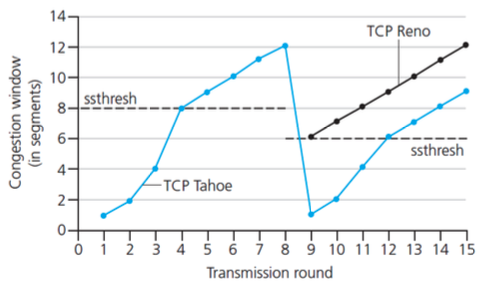 Congestion window
(in segments)
14
12
10
8
6
4
2
0
ssthresh
TCP Tahoe
TCP Reno
ssthresh
0 1 2 3 4 5 6 7 8 9 10 11 12 13 14 15
Transmission round